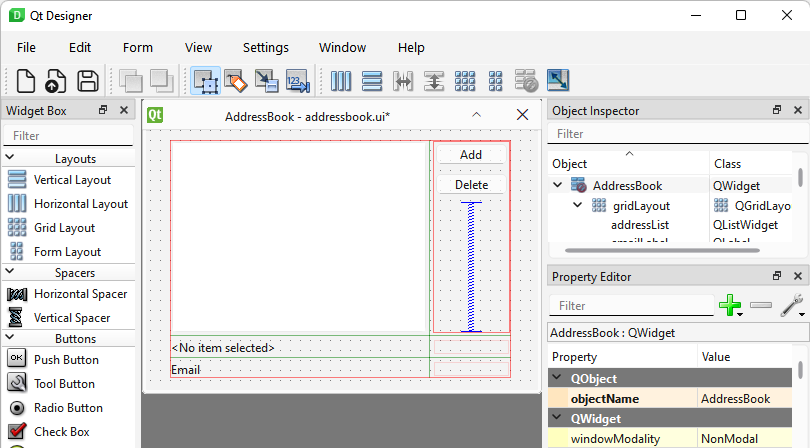 Qt Designer
File Edit Form View Settings Window Help
123
Widget Box
Filter
Layouts
Vertical Layout
Horizontal Layout
Grid Layout
Form Layout
Spacers
Horizontal Spacer
Vertical Spacer
Buttons
OK Push Button
Tool Button
Radio Button
Check Box
Qt AddressBook - addressbook.ui*
Add
Delete
<No item selected>
Email
Object Inspector
Filter
Object Class
AddressBook QWidget
gridLayout QGridLayo
addressList QListWidget
Property Editor
Filter
AddressBook : QWidget
Property Value
QObject
objectName AddressBook
QWidget
windowModality NonModal